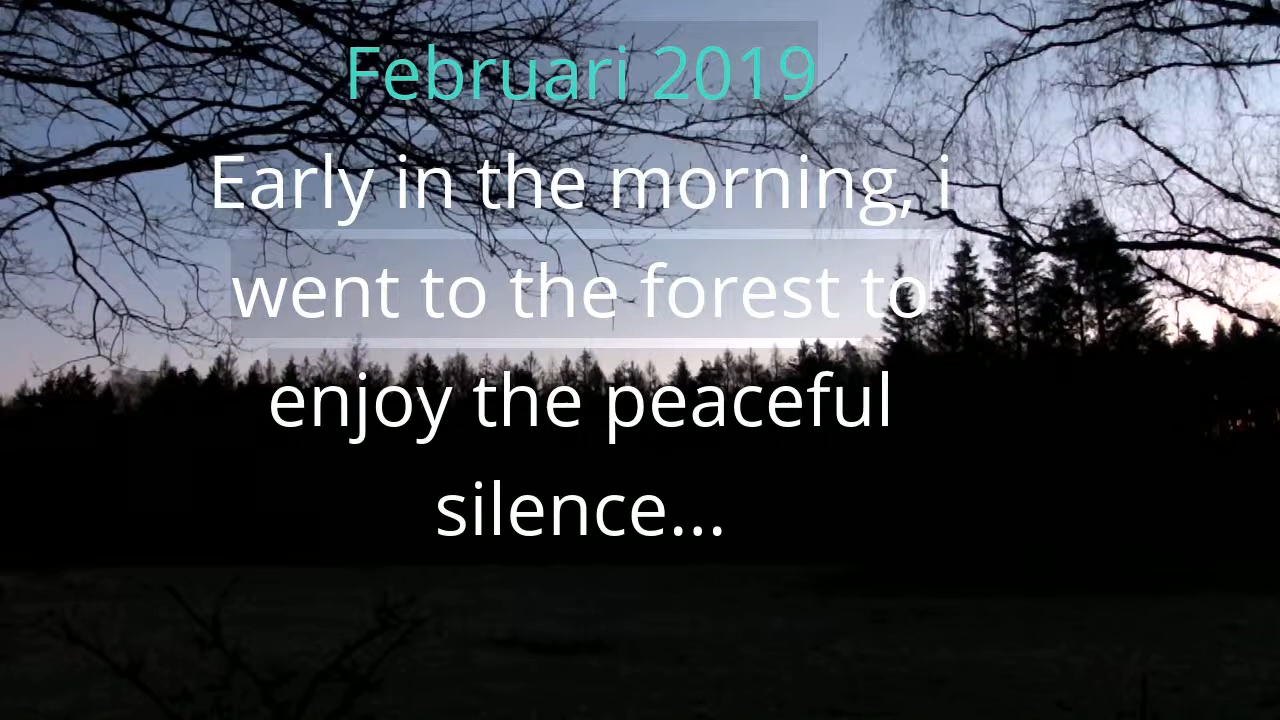 Februari 2019
Early in the morning, i
went to the forest to
enjoy the peaceful
silence...